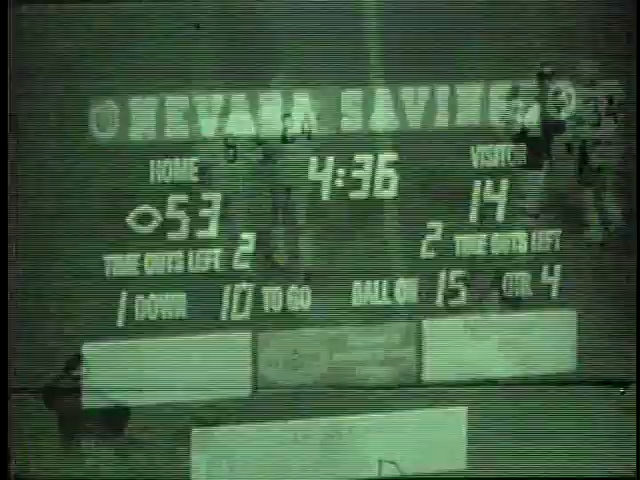 NEVADA SAVINGS
HOME 4:36 VISITOR
53 14
TIME OUTS LEFT 2 2 TIME OUTS LEFT
1 DOWN 10 TO GO BALL ON 15 QTR 4